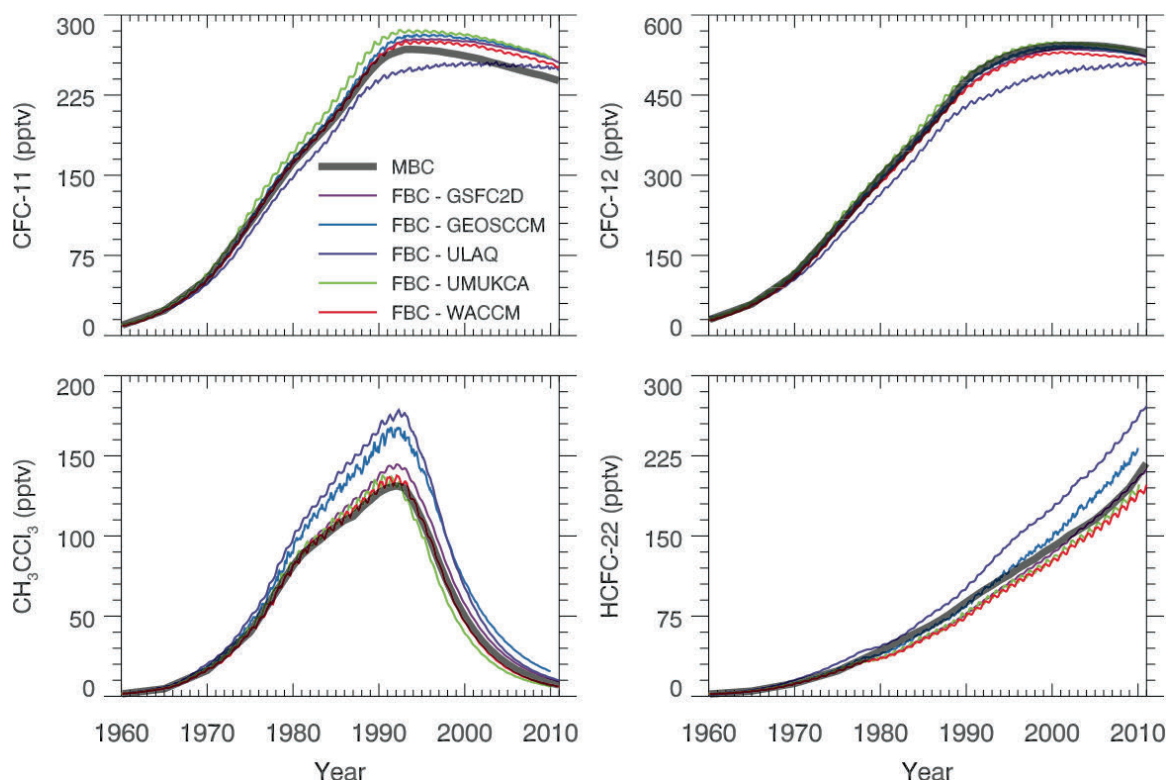 300
225
150
75
0
CFC-11 (pptv)
MBC
FBC - GSFC2D
FBC - GEOSCCM
FBC - ULAQ
FBC - UMUKCA
FBC - WACCM
600
450
300
150
0
CFC-12 (pptv)
200
150
100
50
0
CH₃CCl₃ (pptv)
1960 1970 1980 1990 2000 2010
Year
300
225
150
75
0
HCFC-22 (pptv)
1960 1970 1980 1990 2000 2010
Year